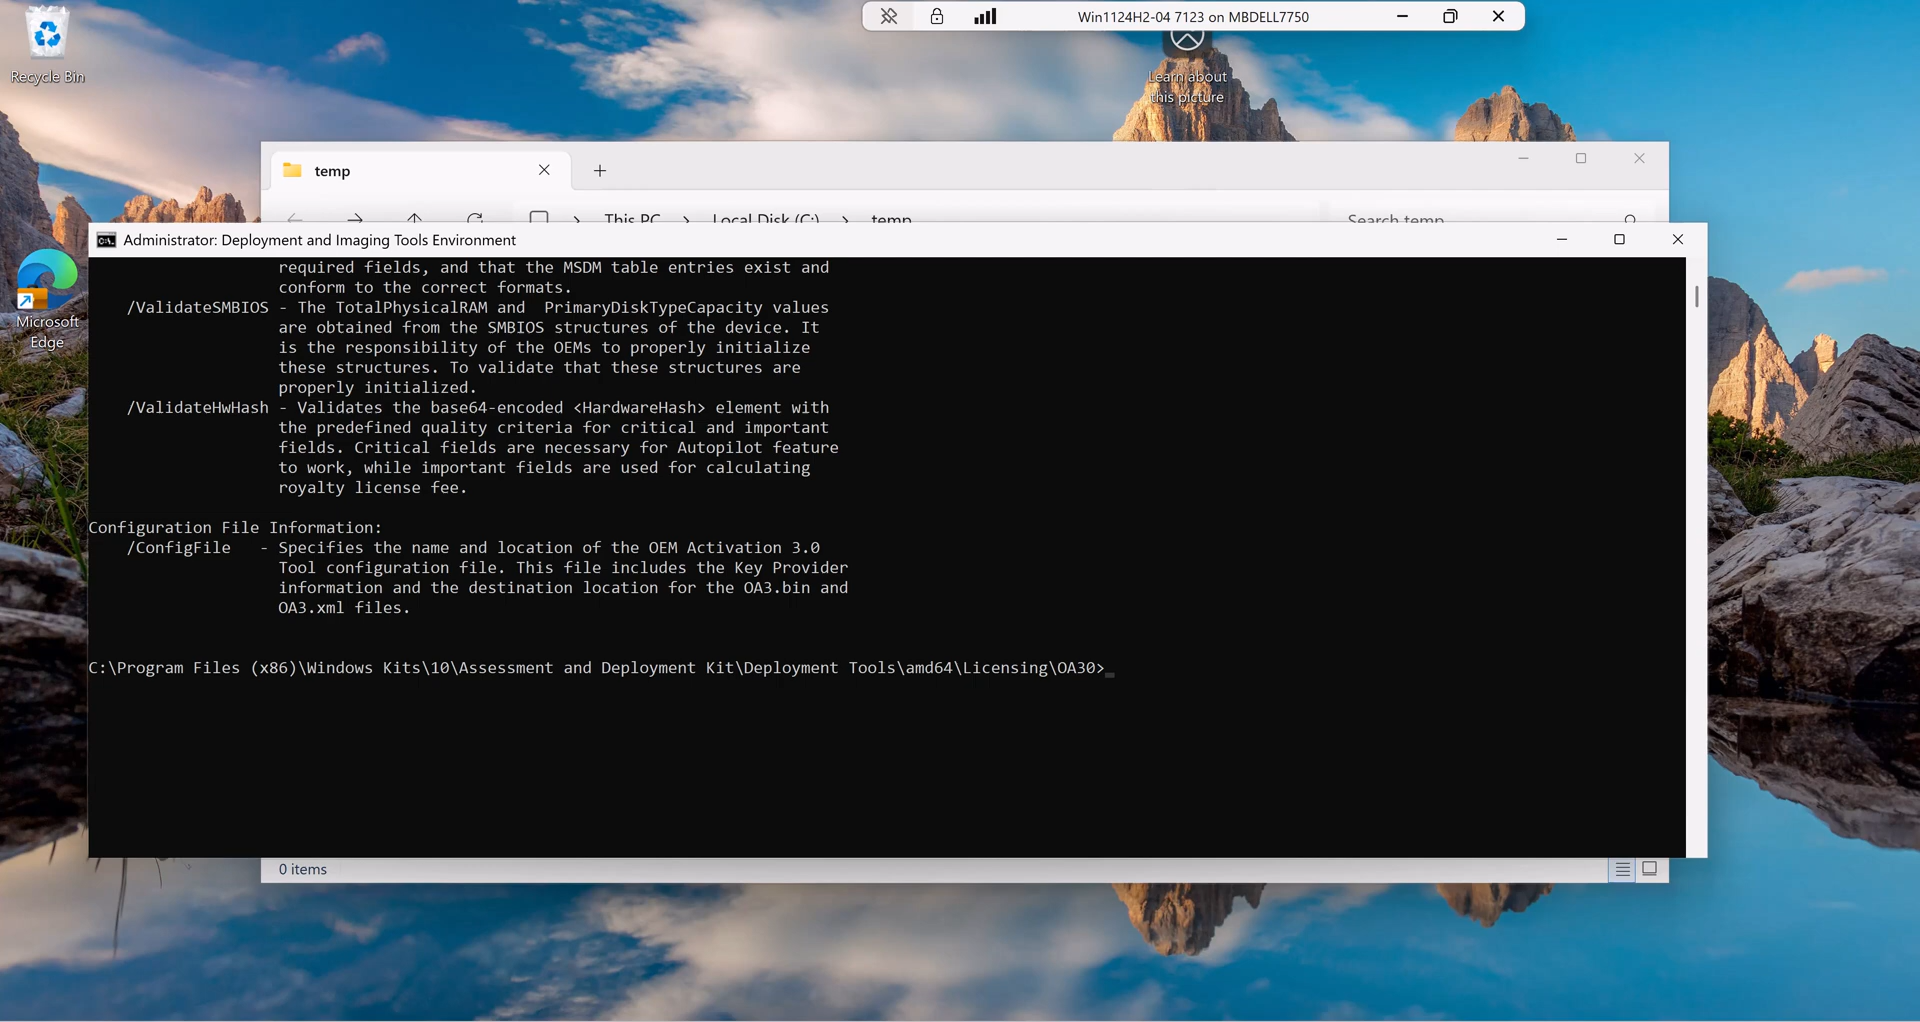 Win1124H2-04 7123 on MBDELL7750
Recycle Bin
Learn about
this picture
temp
This PC > Local Disk (C:) > temp
Search temp
Microsoft
Edge
Administrator: Deployment and Imaging Tools Environment
required fields, and that the MSDM table entries exist and
conform to the correct formats.
/ValidateSMBIOS - The TotalPhysicalRAM and  PrimaryDiskTypeCapacity values
are obtained from the SMBIOS structures of the device. It
is the responsibility of the OEMs to properly initialize
these structures. To validate that these structures are
properly initialized.
/ValidateHwHash - Validates the base64-encoded <HardwareHash> element with
the predefined quality criteria for critical and important
fields. Critical fields are necessary for Autopilot feature
to work, while important fields are used for calculating
royalty license fee.
Configuration File Information:
/ConfigFile   - Specifies the name and location of the OEM Activation 3.0
Tool configuration file. This file includes the Key Provider
information and the destination location for the OA3.bin and
OA3.xml files.
C:\Program Files (x86)\Windows Kits\10\Assessment and Deployment Kit\Deployment Tools\amd64\Licensing\OA30>
0 items